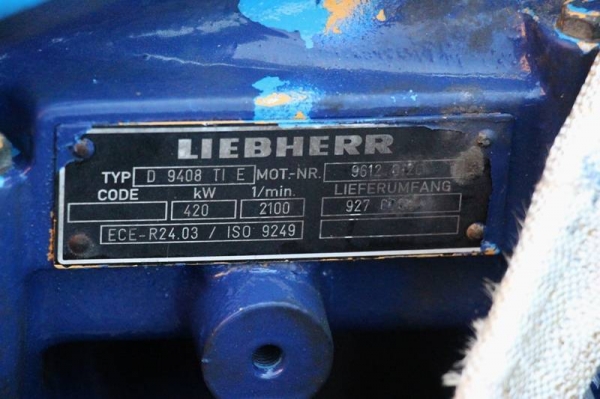 LIEBHERR
TYP D 9408 TI E MOT.-NR. 9612
CODE kW 1/min. LIEFERUMFANG
420 2100 927
ECE-R24.03 / ISO 9249